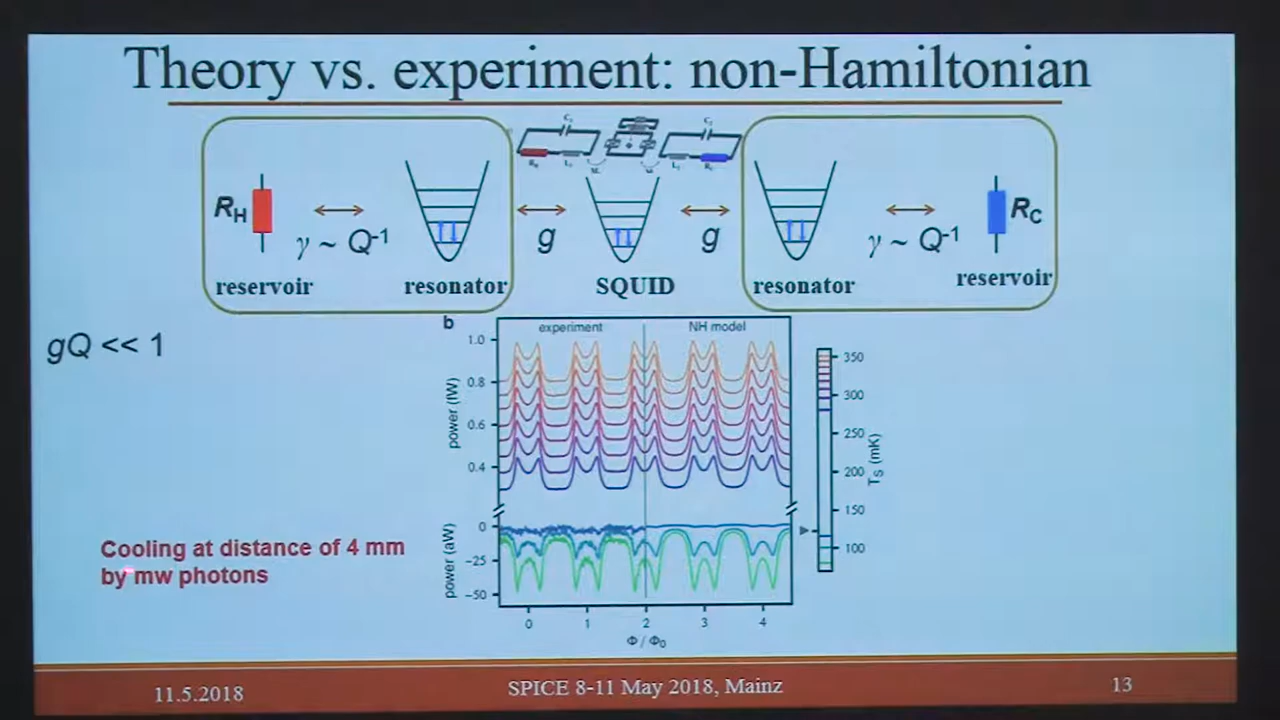 Theory vs. experiment: non-Hamiltonian
R_H
γ ~ Q⁻¹
reservoir
resonator
g
SQUID
g
resonator
γ ~ Q⁻¹
R_C
reservoir
gQ << 1
b
experiment
NH model
1.0
0.8
0.6
0.4
power (fW)
0
−25
−50
power (aW)
0
1
2
3
4
Φ / Φ₀
350
300
250
200
150
100
T_S (mK)
Cooling at distance of 4 mm
by mw photons
11.5.2018
SPICE 8-11 May 2018, Mainz
13